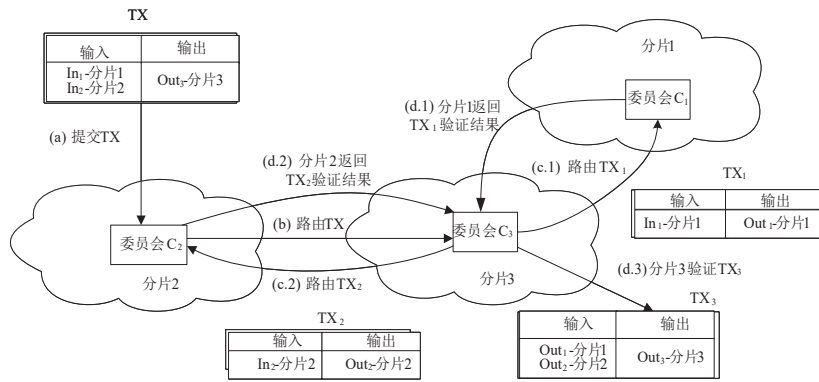 TX
输入 输出
In₁-分片1
In₂-分片2
Out₃-分片3
(a) 提交TX
分片1
委员会C₁
(d.1) 分片1返回
TX₁验证结果
(c.1) 路由TX₁
(d.2) 分片2返回
TX₂验证结果
TX₁
输入 输出
In₁-分片1 Out₁-分片1
委员会C₂
(b) 路由TX
委员会C₃
分片2
分片3
(c.2) 路由TX₂
(d.3)分片3验证TX₃
TX₂
输入 输出
In₂-分片2 Out₂-分片2
TX₃
输入 输出
Out₁-分片1
Out₂-分片2
Out₃-分片3